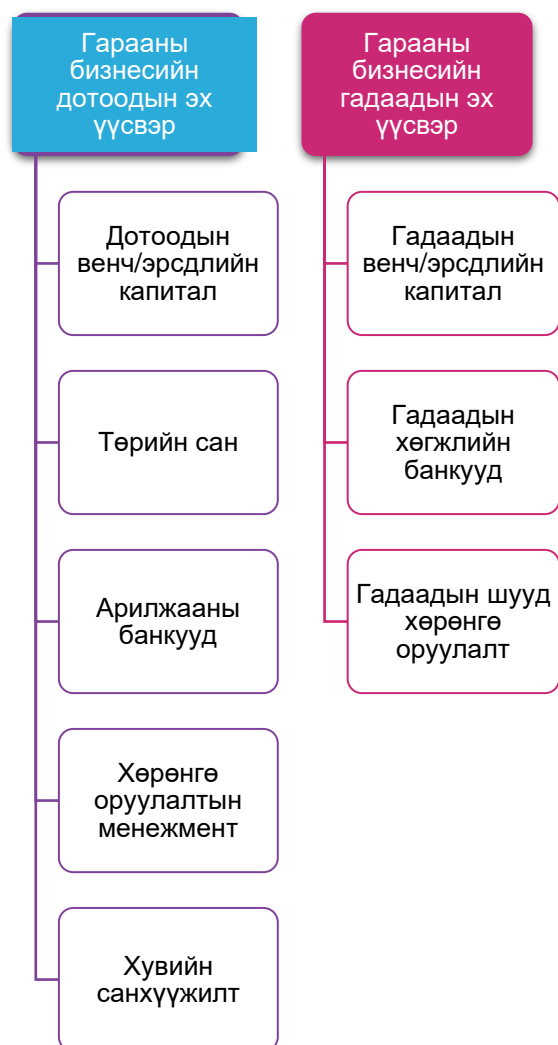 Гарааны
бизнесийн
дотоодын эх
үүсвэр
Дотоодын
венч/эрсдлийн
капитал
Төрийн сан
Арилжааны
банкууд
Хөрөнгө
оруулалтын
менежмент
Хувийн
санхүүжилт
Гарааны
бизнесийн
гадаадын эх
үүсвэр
Гадаадын
венч/эрсдлийн
капитал
Гадаадын
хөгжлийн
банкууд
Гадаадын шууд
хөрөнгө
оруулалт